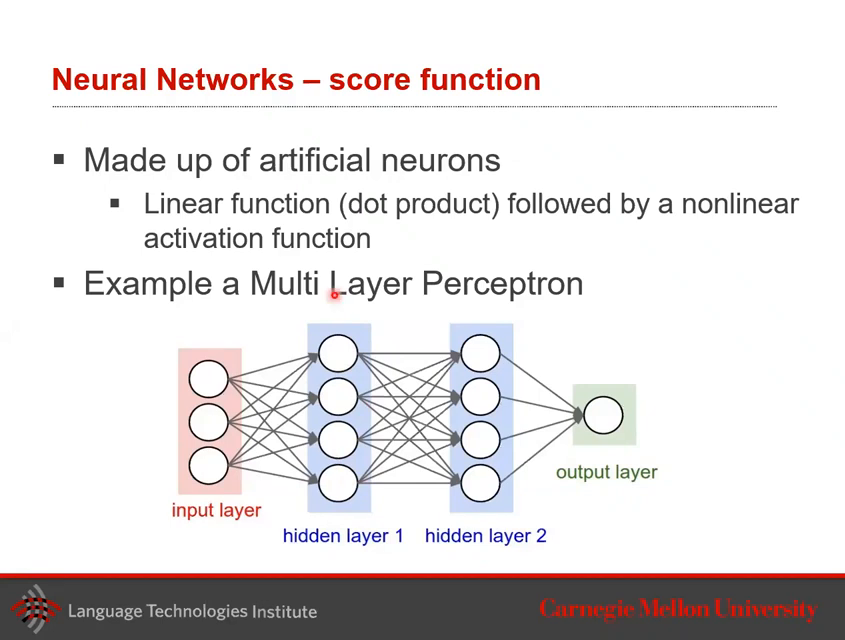 Neural Networks – score function
▪ Made up of artificial neurons
▪ Linear function (dot product) followed by a nonlinear
activation function
▪ Example a Multi Layer Perceptron
input layer
hidden layer 1
hidden layer 2
output layer
Language Technologies Institute
Carnegie Mellon University